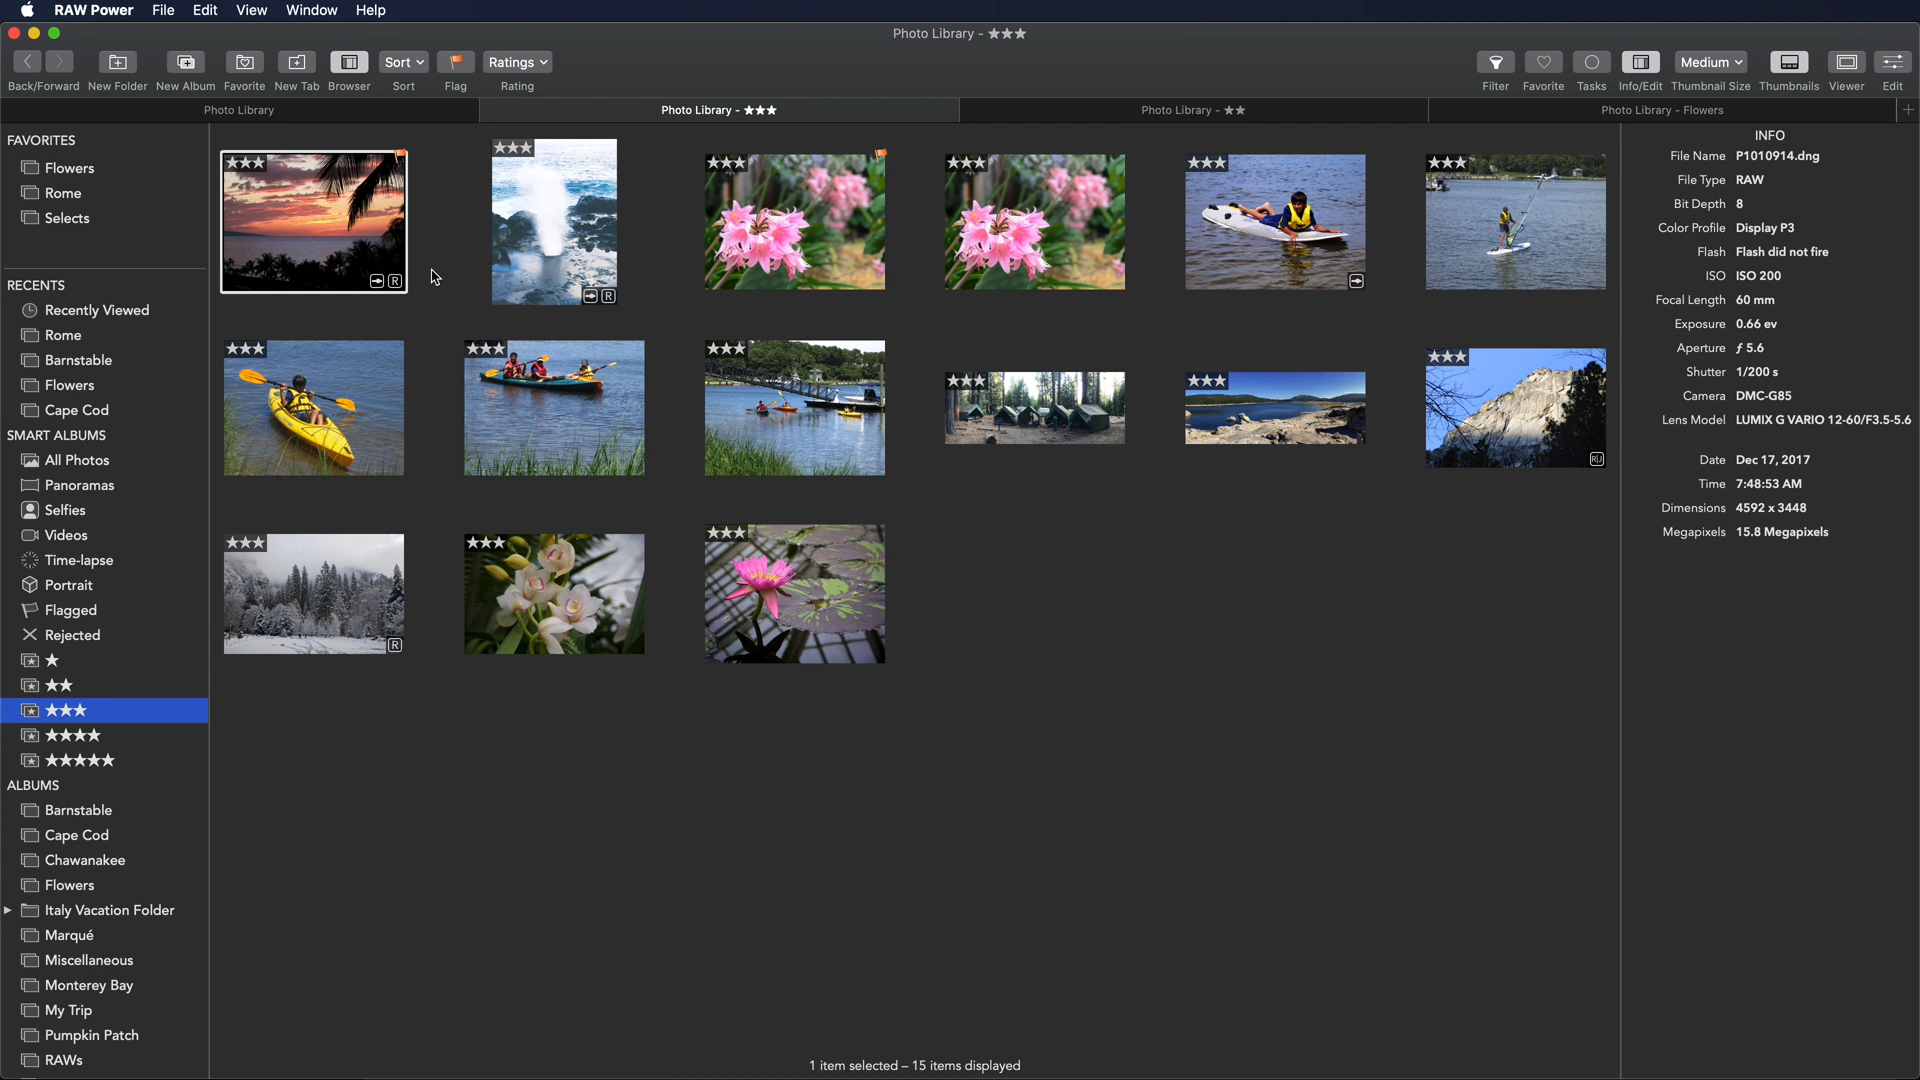 RAW Power File Edit View Window Help
Photo Library - ★★★
Sort Ratings Medium
Back/Forward New Folder New Album Favorite New Tab Browser Sort Flag Rating Filter Favorite Tasks Info/Edit Thumbnail Size Thumbnails Viewer Edit
Photo Library Photo Library - ★★★ Photo Library - ★★ Photo Library - Flowers +
FAVORITES
Flowers
Rome
Selects
RECENTS
Recently Viewed
Rome
Barnstable
Flowers
Cape Cod
SMART ALBUMS
All Photos
Panoramas
Selfies
Videos
Time-lapse
Portrait
Flagged
Rejected
★
★★
★★★
★★★★
★★★★★
ALBUMS
Barnstable
Cape Cod
Chawanakee
Flowers
Italy Vacation Folder
Marqué
Miscellaneous
Monterey Bay
My Trip
Pumpkin Patch
RAWs
★★★ ★★★ ★★★ ★★★ ★★★ ★★★
R R
★★★ ★★★ ★★★ ★★★ ★★★ ★★★
RJ
★★★ ★★★ ★★★
R
1 item selected – 15 items displayed
INFO
File Name P1010914.dng
File Type RAW
Bit Depth 8
Color Profile Display P3
Flash Flash did not fire
ISO ISO 200
Focal Length 60 mm
Exposure 0.66 ev
Aperture ƒ 5.6
Shutter 1/200 s
Camera DMC-G85
Lens Model LUMIX G VARIO 12-60/F3.5-5.6
Date Dec 17, 2017
Time 7:48:53 AM
Dimensions 4592 x 3448
Megapixels 15.8 Megapixels